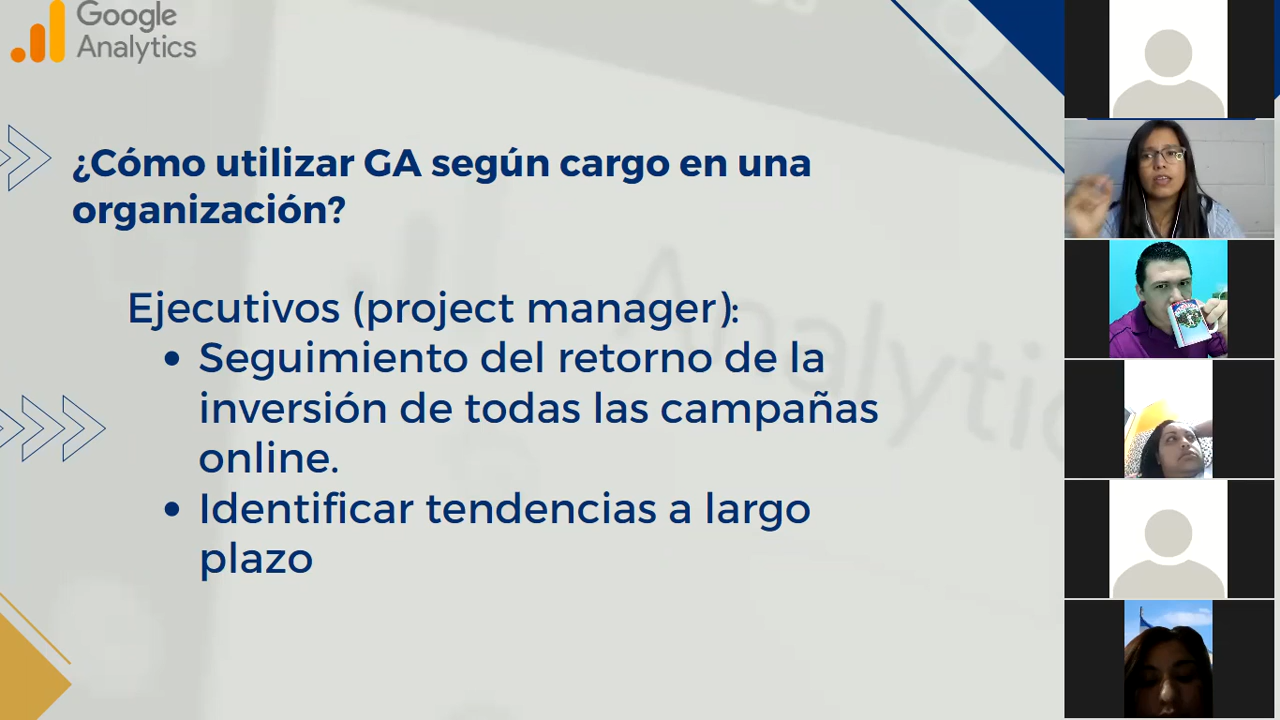 Google
Analytics
¿Cómo utilizar GA según cargo en una
organización?
Ejecutivos (project manager):
• Seguimiento del retorno de la
inversión de todas las campañas
online.
• Identificar tendencias a largo
plazo